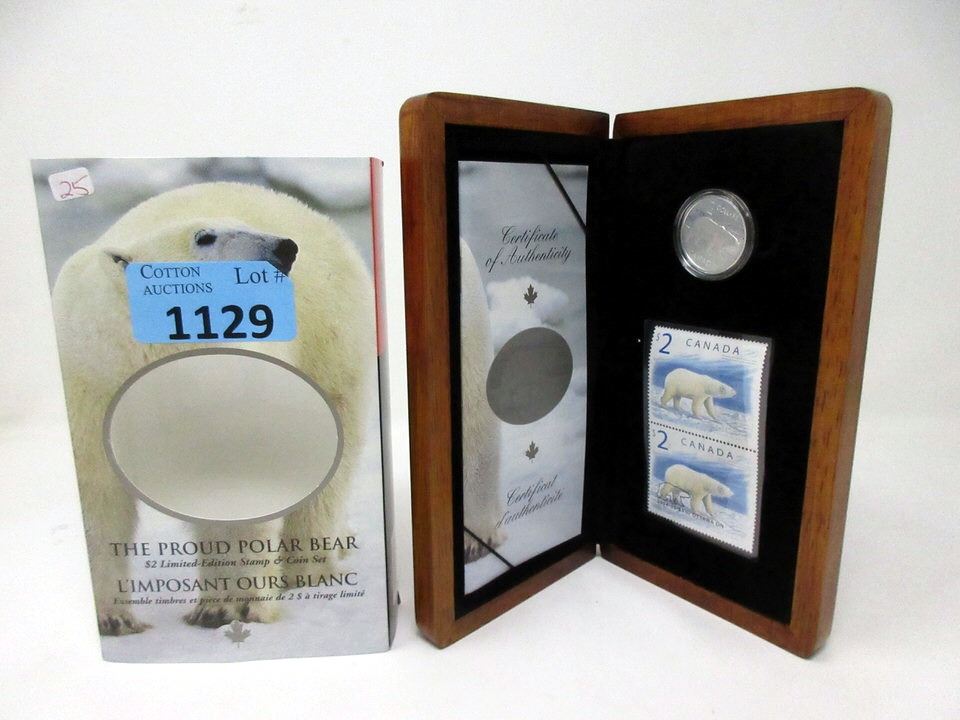 25
COTTON
AUCTIONS
Lot #
1129
THE PROUD POLAR BEAR
$2 Limited-Edition Stamp & Coin Set
L'IMPOSANT OURS BLANC
Ensemble timbres et pièce de monnaie de 2 $ à tirage limité
Certificate
of Authenticity
Certificat
d'authenticité
$2 CANADA
$2 CANADA